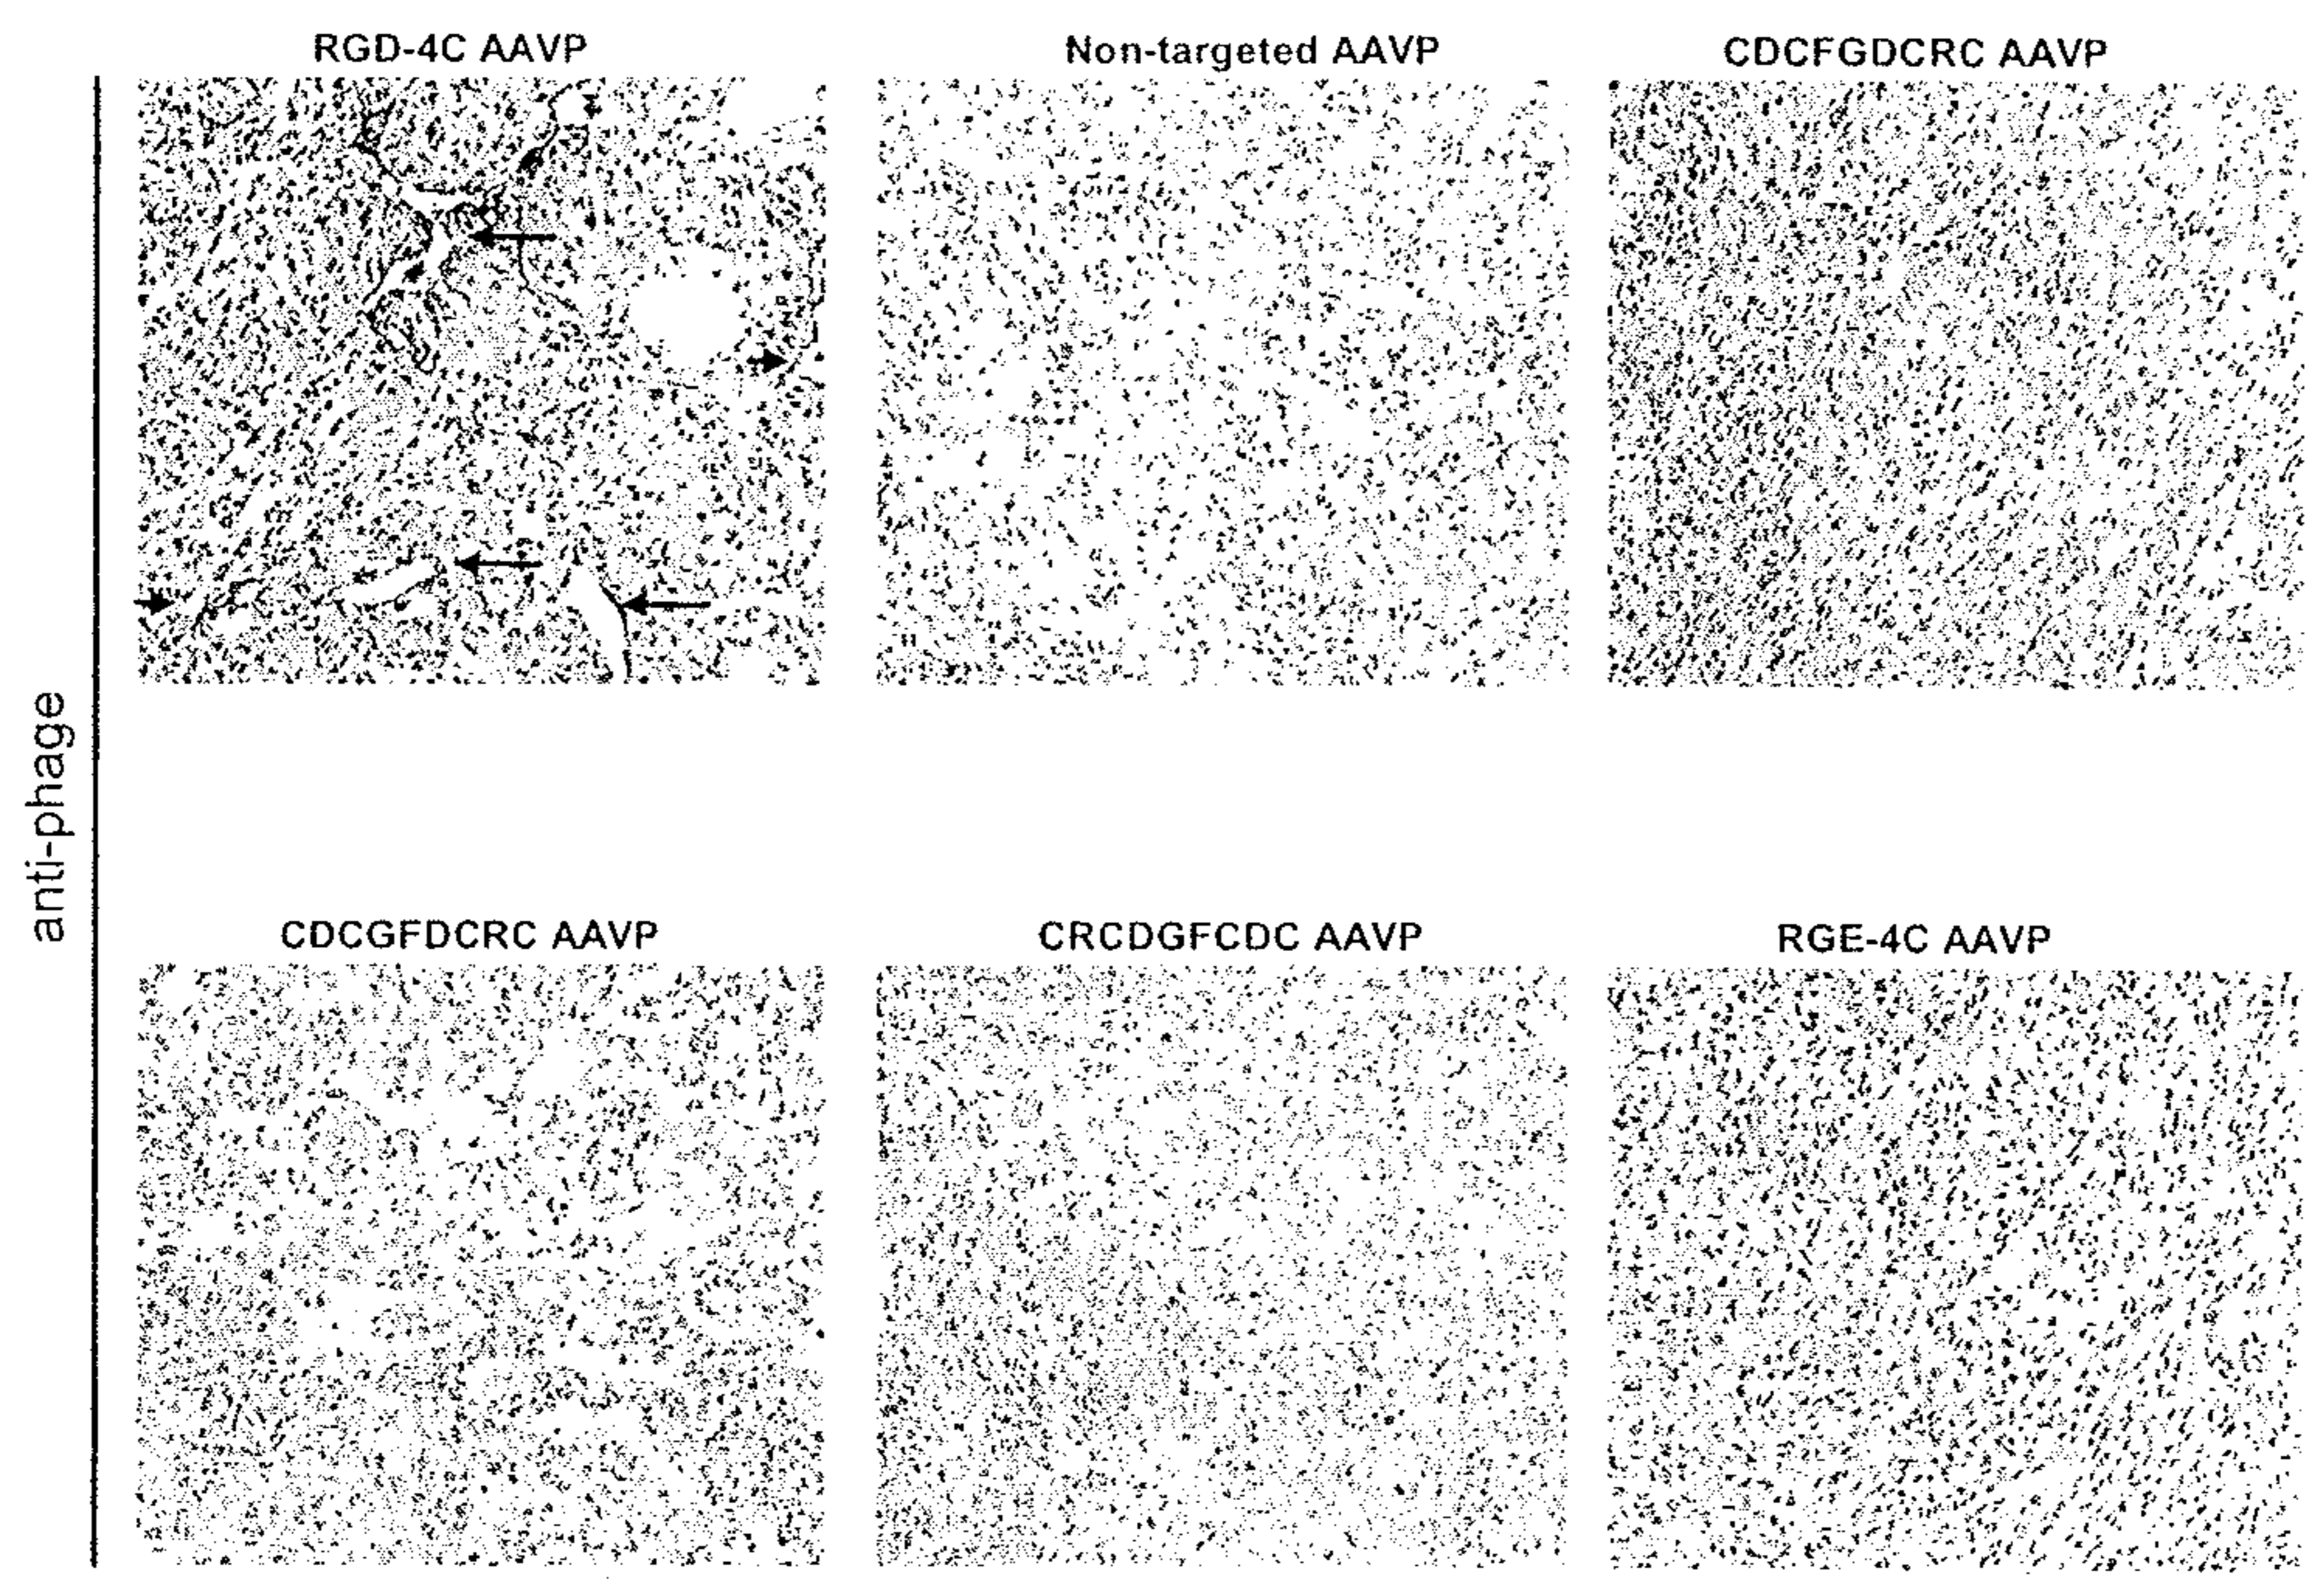 RGD-4C AAVP
Non-targeted AAVP
CDCFGDCRC AAVP
anti-phage
CDCGFDCRC AAVP
CRCDGFCDC AAVP
RGE-4C AAVP